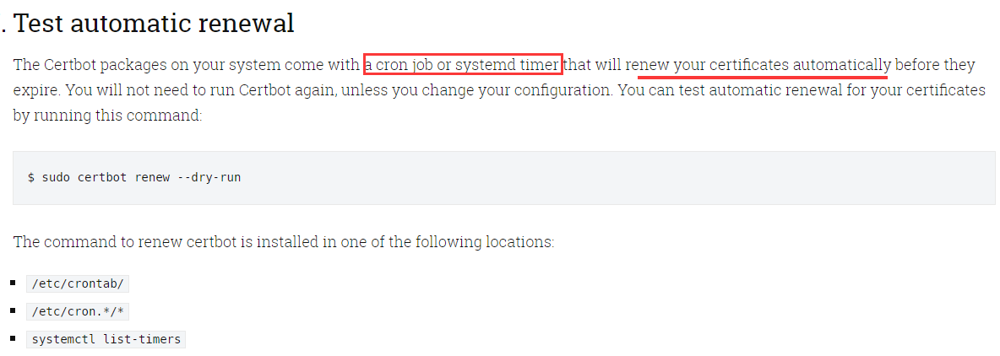 . Test automatic renewal
The Certbot packages on your system come with a cron job or systemd timer that will renew your certificates automatically before they
expire. You will not need to run Certbot again, unless you change your configuration. You can test automatic renewal for your certificates
by running this command:
$ sudo certbot renew --dry-run
The command to renew certbot is installed in one of the following locations:
▪ /etc/crontab/
▪ /etc/cron.*/*
▪ systemctl list-timers